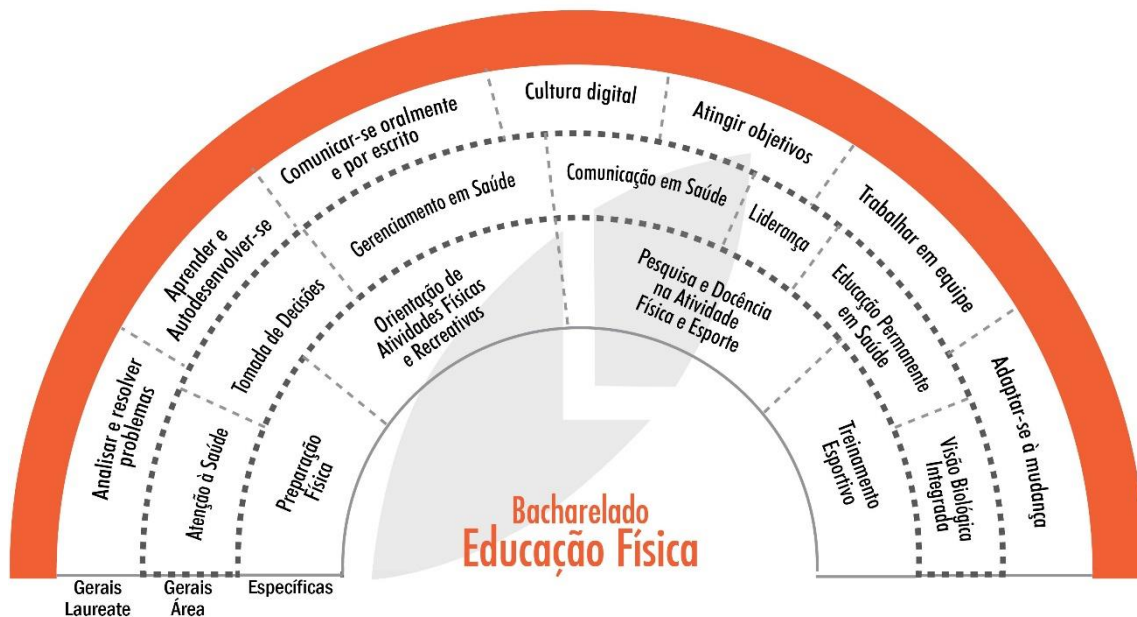 Analisar e resolver
problemas
Aprender e
Autodesenvolver-se
Comunicar-se oralmente
e por escrito
Cultura digital
Atingir objetivos
Trabalhar em equipe
Adaptar-se à mudança
Atenção à Saúde
Tomada de Decisões
Gerenciamento em Saúde
Comunicação em Saúde
Liderança
Educação Permanente
em Saúde
Visão Biológica
Integrada
Preparação
Física
Orientação de
Atividades Físicas
e Recreativas
Pesquisa e Docência
na Atividade
Física e Esporte
Treinamento
Esportivo
Bacharelado
Educação Física
Gerais
Laureate
Gerais
Área
Específicas